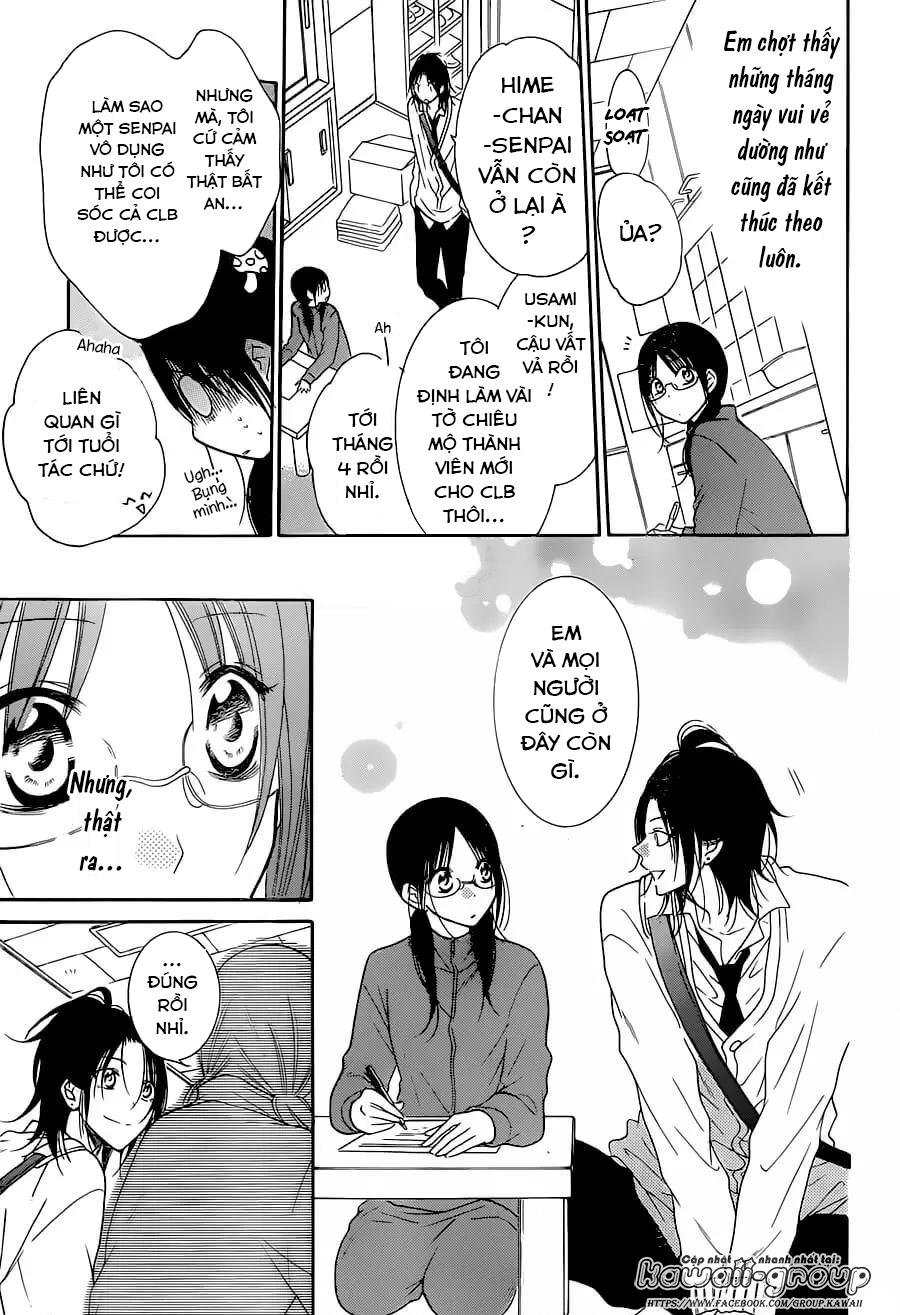 Em chợt thấy
những tháng
ngày vui vẻ
dường như
cũng đã kết
thúc theo
luôn.
LOẠT
SOẠT
ỦA?
HIME
-CHAN
-SENPAI
VẪN CÒN
Ở LẠI À
?
USAMI
-KUN,
CẬU VẤT
VẢ RỒI
!
Ah
TÔI
ĐANG
ĐỊNH LÀM VÀI
TỜ CHIÊU
MỘ THÀNH
VIÊN MỚI
CHO CLB
THÔI...
TỚI
THÁNG
4 RỒI
NHỈ.
NHƯNG
MÀ, TÔI
CỨ CẢM
THẤY
THẬT BẤT
AN...
LÀM SAO
MỘT SENPAI
VÔ DỤNG
NHƯ TÔI CÓ
THỂ COI
SÓC CẢ CLB
ĐƯỢC...
Ahaha
LIÊN
QUAN GÌ
TỚI TUỔI
TÁC CHỨ!
Ugh...
Bụng
mình...
EM
VÀ MỌI
NGƯỜI
CŨNG Ở
ĐÂY CÒN
GÌ.
Nhưng,
thật
ra...
...
ĐÚNG
RỒI
NHỈ.
Cập nhật nhanh nhất tại:
kawaii-group
HTTPS://WWW.FACEBOOK.COM/GROUP.KAWAII